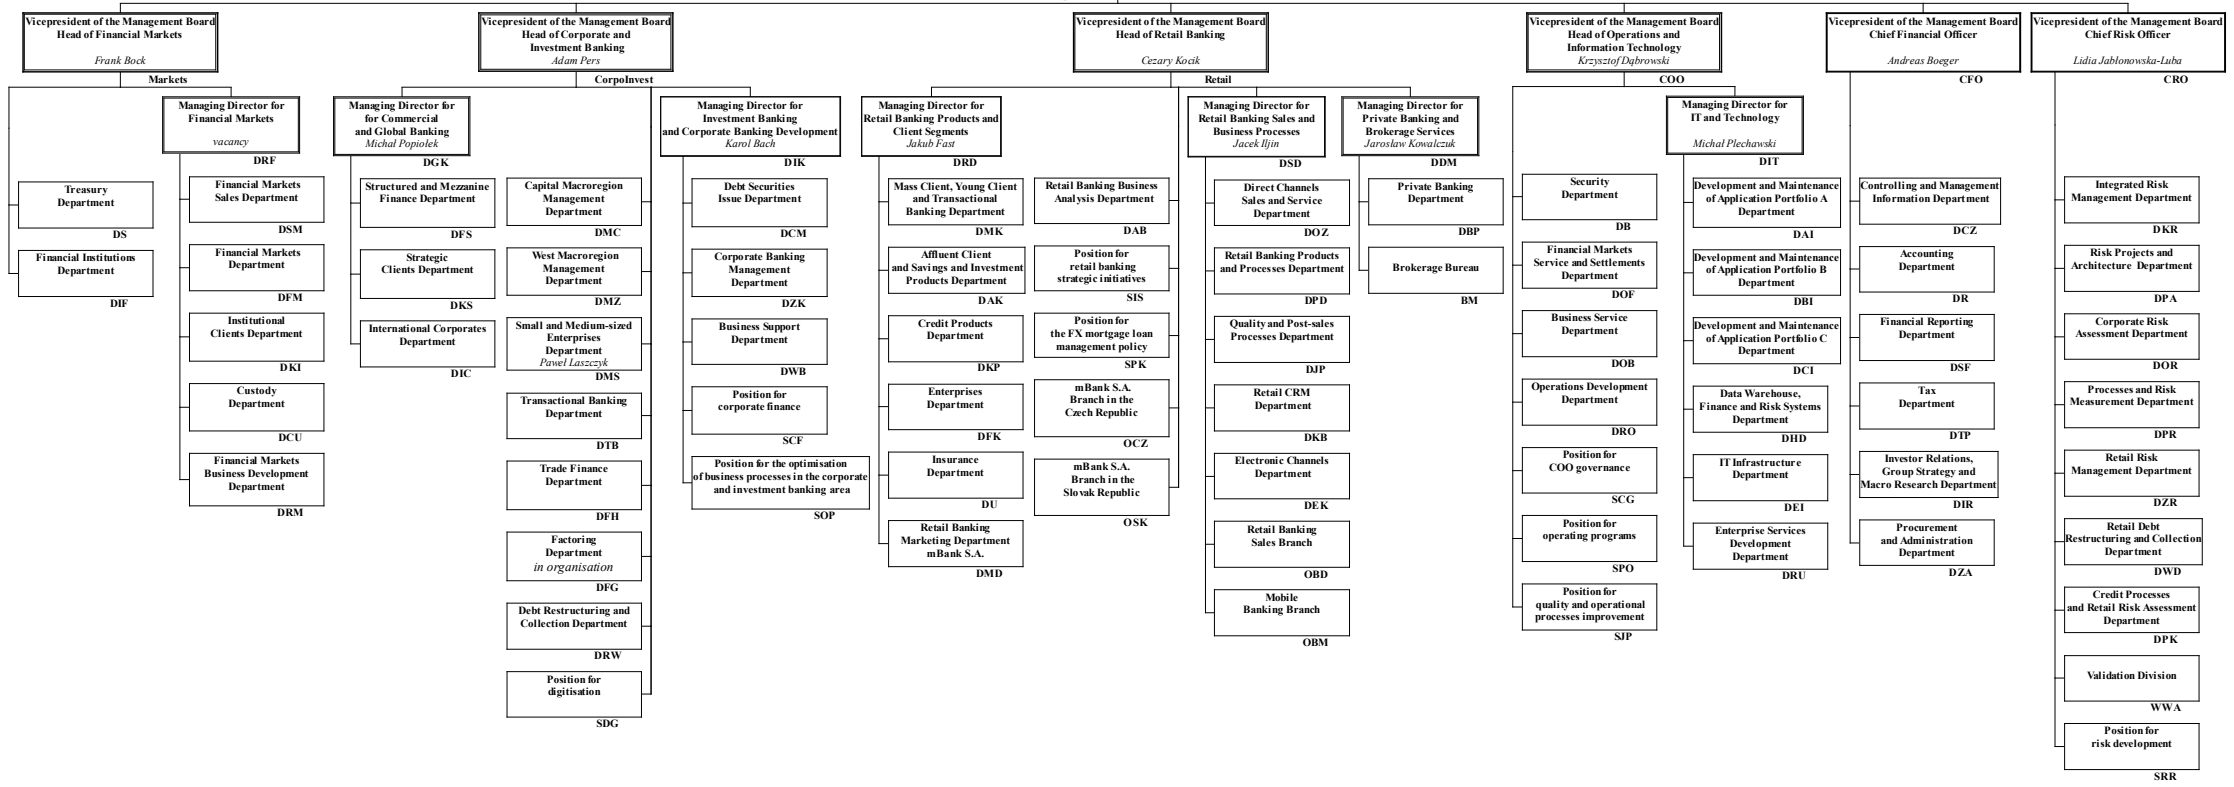 Vicepresident of the Management Board
Head of Financial Markets
Frank Bock
Markets
Managing Director for
Financial Markets
vacancy
DRF
Treasury
Department
DS
Financial Institutions
Department
DIF
Financial Markets
Sales Department
DSM
Financial Markets
Department
DFM
Institutional
Clients Department
DKI
Custody
Department
DCU
Financial Markets
Business Development
Department
DRM
Vicepresident of the Management Board
Head of Corporate and
Investment Banking
Adam Pers
CorpoInvest
Managing Director for
for Commercial
and Global Banking
Michał Popiołek
DGK
Structured and Mezzanine
Finance Department
DFS
Strategic
Clients Department
DKS
International Corporates
Department
DIC
Capital Macroregion
Management
Department
DMC
West Macroregion
Management
Department
DMZ
Small and Medium-sized
Enterprises
Department
Paweł Laszczyk
DMS
Transactional Banking
Department
DTB
Trade Finance
Department
DFH
Factoring
Department
in organisation
DFG
Debt Restructuring and
Collection Department
DRW
Position for
digitisation
SDG
Managing Director for
Investment Banking
and Corporate Banking Development
Karol Bach
DIK
Debt Securities
Issue Department
DCM
Corporate Banking
Management
Department
DZK
Business Support
Department
DWB
Position for
corporate finance
SCF
Position for the optimisation
of business processes in the corporate
and investment banking area
SOP
Vicepresident of the Management Board
Head of Retail Banking
Cezary Kocik
Retail
Managing Director for
Retail Banking Products and
Client Segments
Jakub Fast
DRD
Mass Client, Young Client
and Transactional
Banking Department
DMK
Affluent Client
and Savings and Investment
Products Department
DAK
Credit Products
Department
DKP
Enterprises
Department
DFK
Insurance
Department
DU
Retail Banking
Marketing Department
mBank S.A.
DMD
Retail Banking Business
Analysis Department
DAB
Position for
retail banking
strategic initiatives
SIS
Position for
the FX mortgage loan
management policy
SPK
mBank S.A.
Branch in the
Czech Republic
OCZ
mBank S.A.
Branch in the
Slovak Republic
OSK
Managing Director for
Retail Banking Sales and
Business Processes
Jacek Iljin
DSD
Direct Channels
Sales and Service
Department
DOZ
Retail Banking Products
and Processes Department
DPD
Quality and Post-sales
Processes Department
DJP
Retail CRM
Department
DKB
Electronic Channels
Department
DEK
Retail Banking
Sales Branch
OBD
Mobile
Banking Branch
OBM
Managing Director for
Private Banking and
Brokerage Services
Jarosław Kowalczuk
DDM
Private Banking
Department
DBP
Brokerage Bureau
BM
Vicepresident of the Management Board
Head of Operations and
Information Technology
Krzysztof Dąbrowski
COO
Security
Department
DB
Financial Markets
Service and Settlements
Department
DOF
Business Service
Department
DOB
Operations Development
Department
DRO
Position for
COO governance
SCG
Position for
operating programs
SPO
Position for
quality and operational
processes improvement
SJP
Managing Director for
IT and Technology
Michał Plechawski
DIT
Development and Maintenance
of Application Portfolio A
Department
DAI
Development and Maintenance
of Application Portfolio B
Department
DBI
Development and Maintenance
of Application Portfolio C
Department
DCI
Data Warehouse,
Finance and Risk Systems
Department
DHD
IT Infrastructure
Department
DEI
Enterprise Services
Development
Department
DRU
Vicepresident of the Management Board
Chief Financial Officer
Andreas Boeger
CFO
Controlling and Management
Information Department
DCZ
Accounting
Department
DR
Financial Reporting
Department
DSF
Tax
Department
DTP
Investor Relations,
Group Strategy and
Macro Research Department
DIR
Procurement
and Administration
Department
DZA
Vicepresident of the Management Board
Chief Risk Officer
Lidia Jabłonowska-Luba
CRO
Integrated Risk
Management Department
DKR
Risk Projects and
Architecture Department
DPA
Corporate Risk
Assessment Department
DOR
Processes and Risk
Measurement Department
DPR
Retail Risk
Management Department
DZR
Retail Debt
Restructuring and Collection
Department
DWD
Credit Processes
and Retail Risk Assessment
Department
DPK
Validation Division
WWA
Position for
risk development
SRR